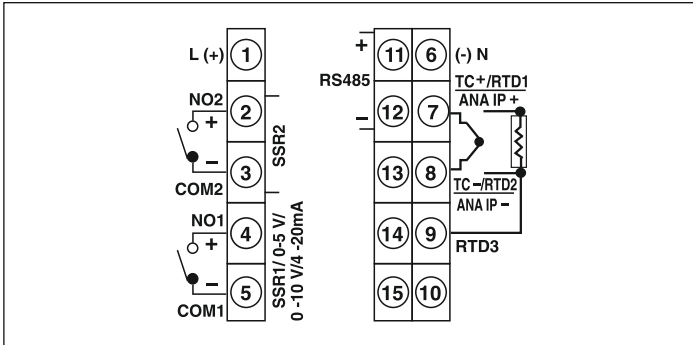 L (+)
1
NO2
+
2
−
3
COM2
SSR2
NO1
+
4
−
5
COM1
SSR1/ 0-5 V/
0 -10 V/4 -20mA
+
RS485
−
11
6
(-) N
12
7
TC+/RTD1
ANA IP +
13
8
TC−/RTD2
ANA IP −
14
9
RTD3
15
10